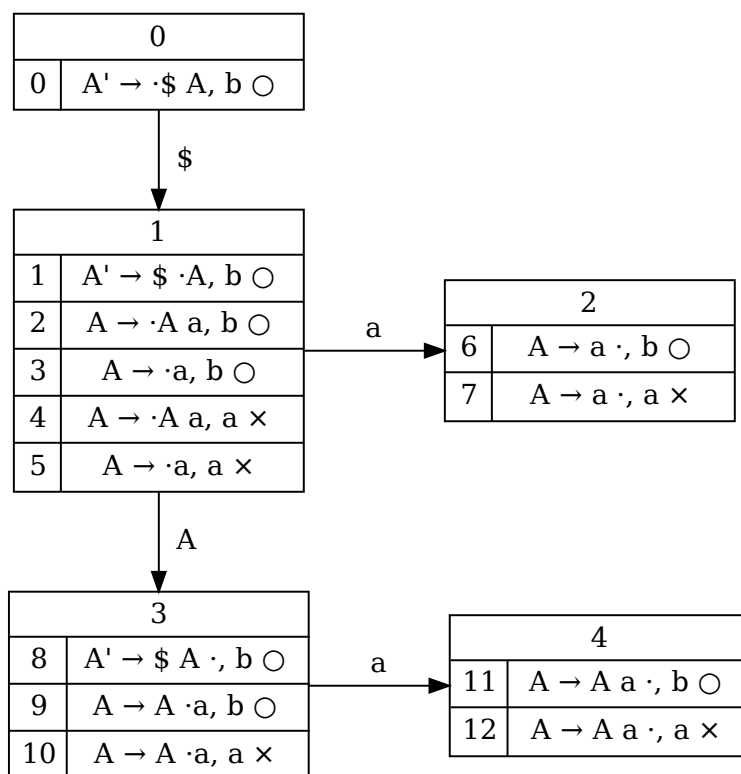 0
0 A' → ·$ A, b ○
$
1
1 A' → $ ·A, b ○
2 A → ·A a, b ○
3 A → ·a, b ○
4 A → ·A a, a ×
5 A → ·a, a ×
a
2
6 A → a ·, b ○
7 A → a ·, a ×
A
3
8 A' → $ A ·, b ○
9 A → A ·a, b ○
10 A → A ·a, a ×
a
4
11 A → A a ·, b ○
12 A → A a ·, a ×